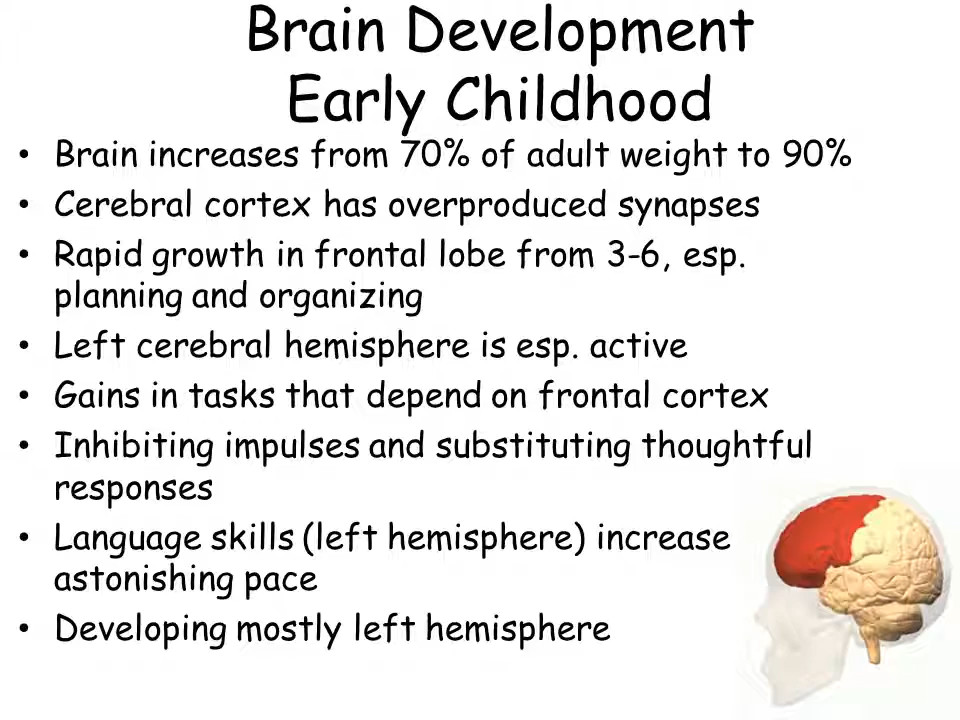 Brain Development
Early Childhood
• Brain increases from 70% of adult weight to 90%
• Cerebral cortex has overproduced synapses
• Rapid growth in frontal lobe from 3-6, esp.
planning and organizing
• Left cerebral hemisphere is esp. active
• Gains in tasks that depend on frontal cortex
• Inhibiting impulses and substituting thoughtful
responses
• Language skills (left hemisphere) increase
astonishing pace
• Developing mostly left hemisphere